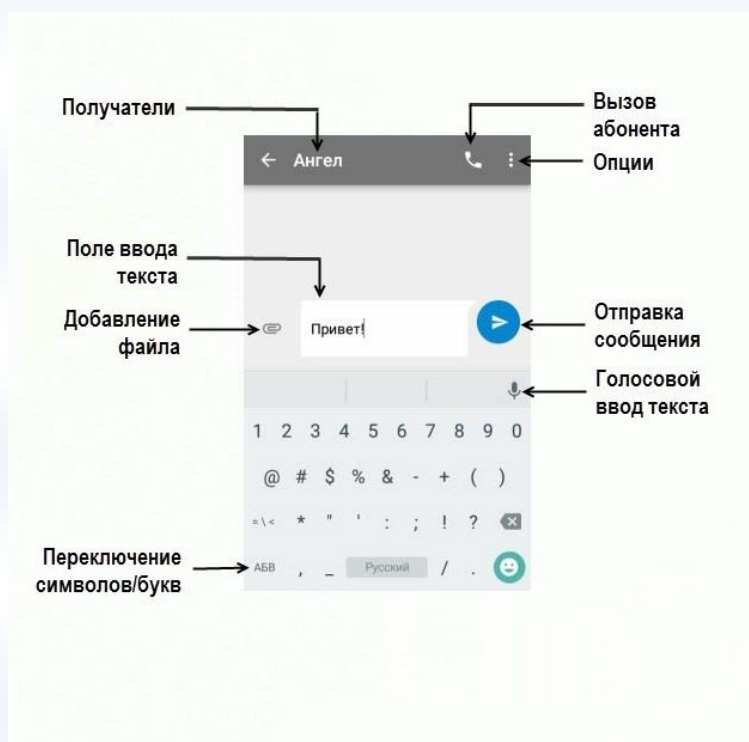 Получатели
Вызов
абонента
Ангел
Опции
Поле ввода
текста
Добавление
файла
Привет!
Отправка
сообщения
Голосовой
ввод текста
1 2 3 4 5 6 7 8 9 0
@ # $ % & - + ( )
= \ < * " ' : ; ! ?
Переключение
символов/букв
АБВ , _ Русский / .